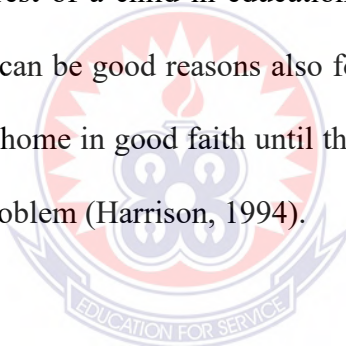 est of a child in education
can be good reasons also fo
home in good faith until th
oblem (Harrison, 1994).
EDUCATION FOR SERVICE